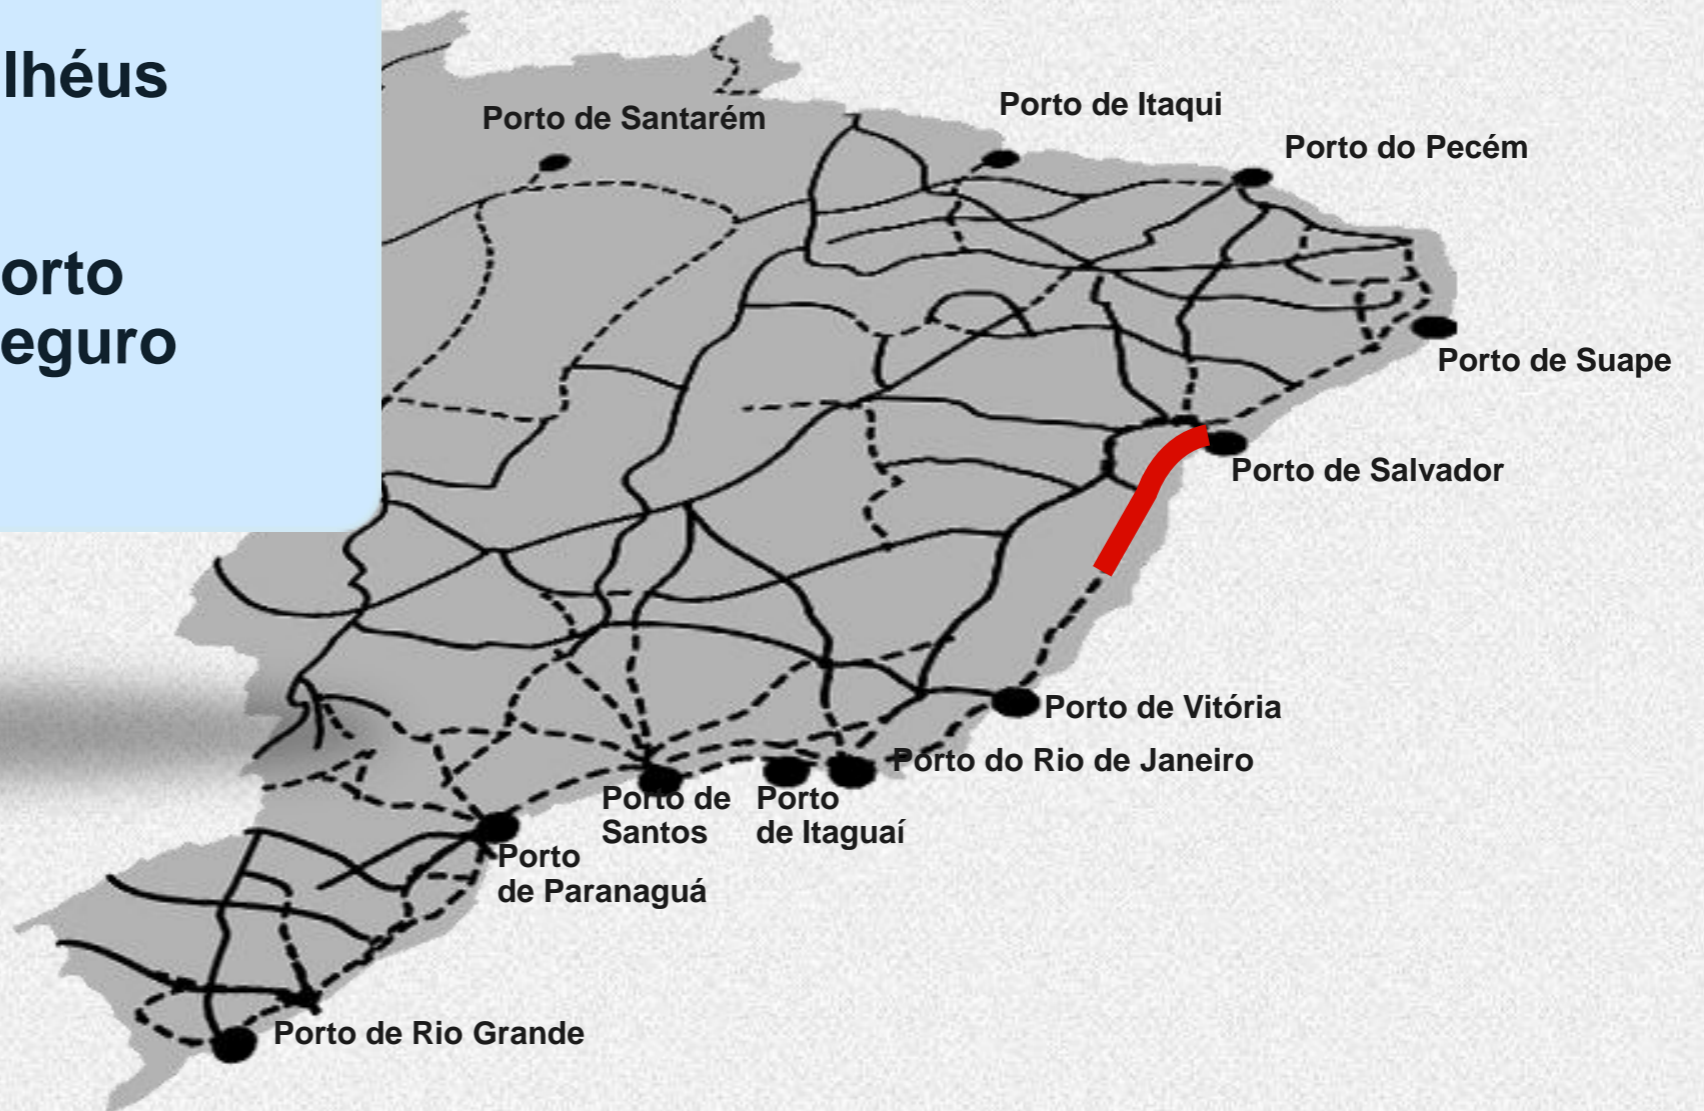 lhéus
orto
eguro
Porto de Santarém
Porto de Itaqui
Porto do Pecém
Porto de Suape
Porto de Salvador
Porto de Vitória
Porto do Rio de Janeiro
Porto de
Santos
Porto
de Itaguaí
Porto
de Paranaguá
Porto de Rio Grande